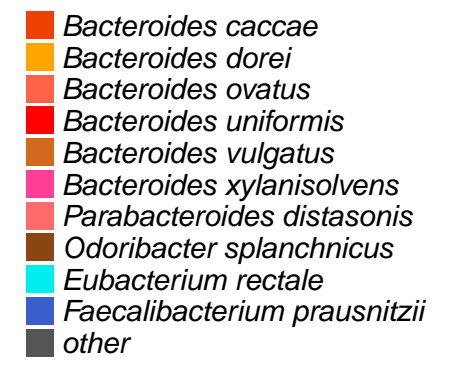 Bacteroides caccae
Bacteroides dorei
Bacteroides ovatus
Bacteroides uniformis
Bacteroides vulgatus
Bacteroides xylanisolvens
Parabacteroides distasonis
Odoribacter splanchnicus
Eubacterium rectale
Faecalibacterium prausnitzii
other